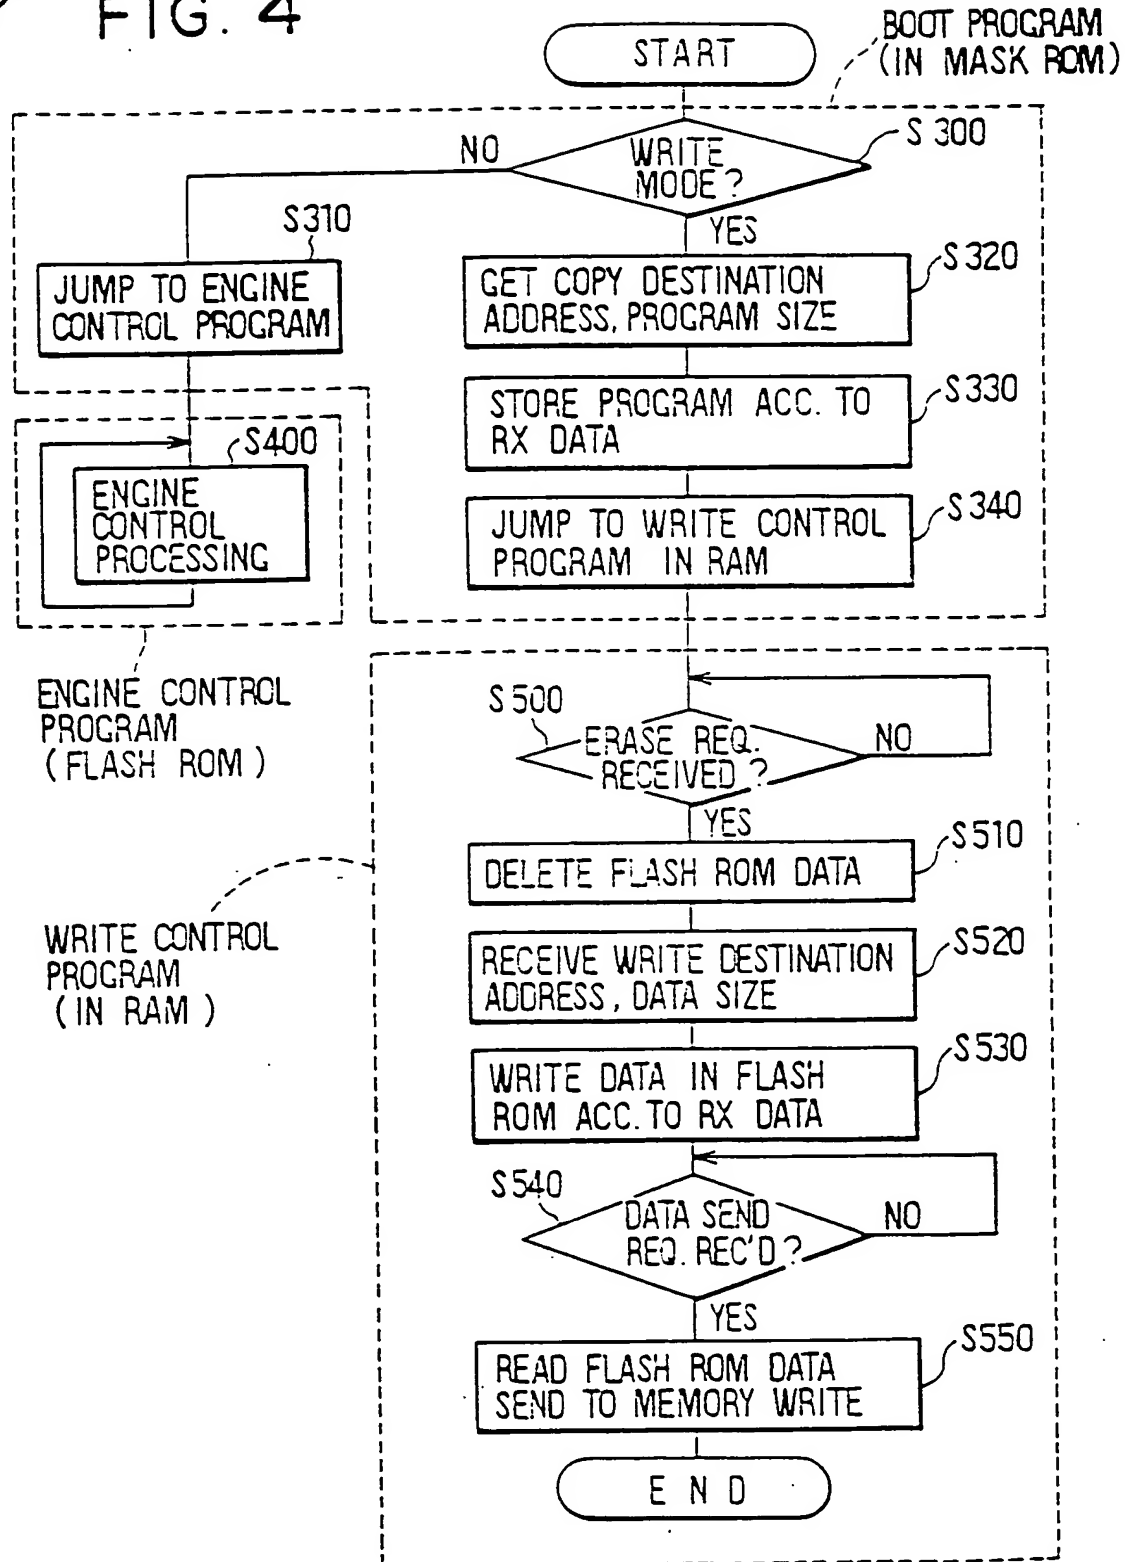 FIG. 4
START
BOOT PROGRAM
(IN MASK ROM)
WRITE
MODE?
S300
NO
YES
S310
JUMP TO ENGINE
CONTROL PROGRAM
GET COPY DESTINATION
ADDRESS, PROGRAM SIZE
S320
STORE PROGRAM ACC. TO
RX DATA
S330
JUMP TO WRITE CONTROL
PROGRAM IN RAM
S340
S400
ENGINE
CONTROL
PROCESSING
ENGINE CONTROL
PROGRAM
(FLASH ROM)
S500
ERASE REQ.
RECEIVED?
NO
YES
DELETE FLASH ROM DATA
S510
WRITE CONTROL
PROGRAM
(IN RAM)
RECEIVE WRITE DESTINATION
ADDRESS, DATA SIZE
S520
WRITE DATA IN FLASH
ROM ACC. TO RX DATA
S530
S540
DATA SEND
REQ. REC'D?
NO
YES
READ FLASH ROM DATA
SEND TO MEMORY WRITE
S550
END